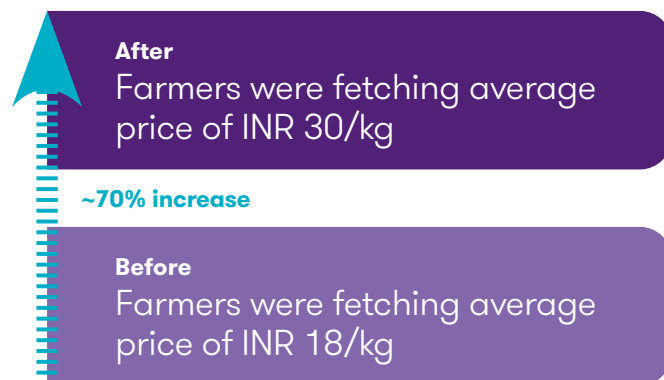 After
Farmers were fetching average
price of INR 30/kg
~70% increase
Before
Farmers were fetching average
price of INR 18/kg